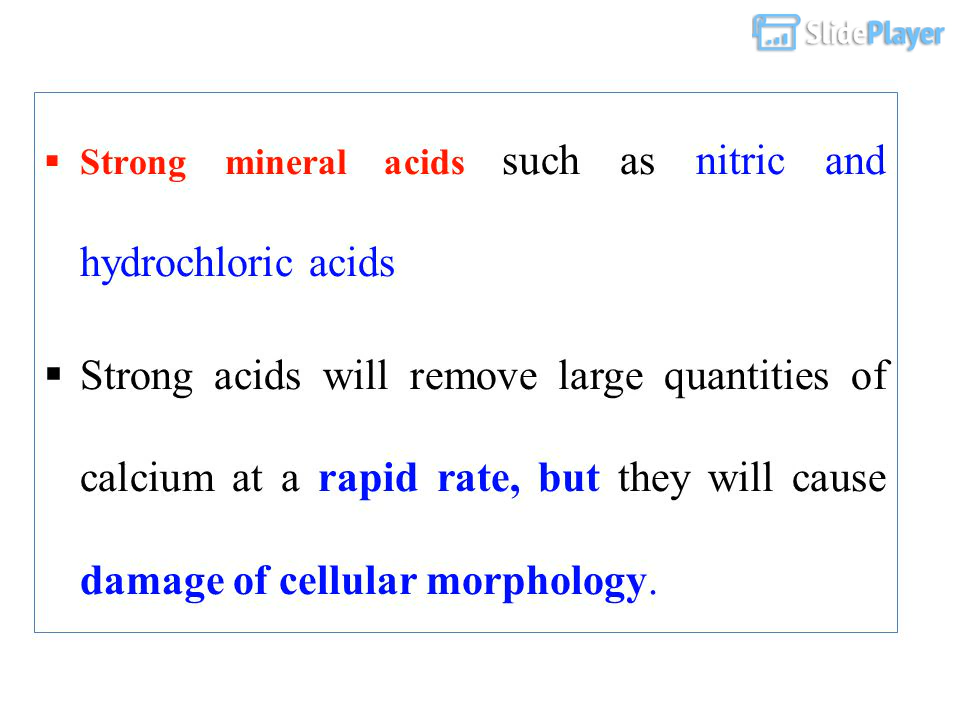 SlidePlayer
▪ Strong mineral acids such as nitric and
hydrochloric acids
▪ Strong acids will remove large quantities of
calcium at a rapid rate, but they will cause
damage of cellular morphology.